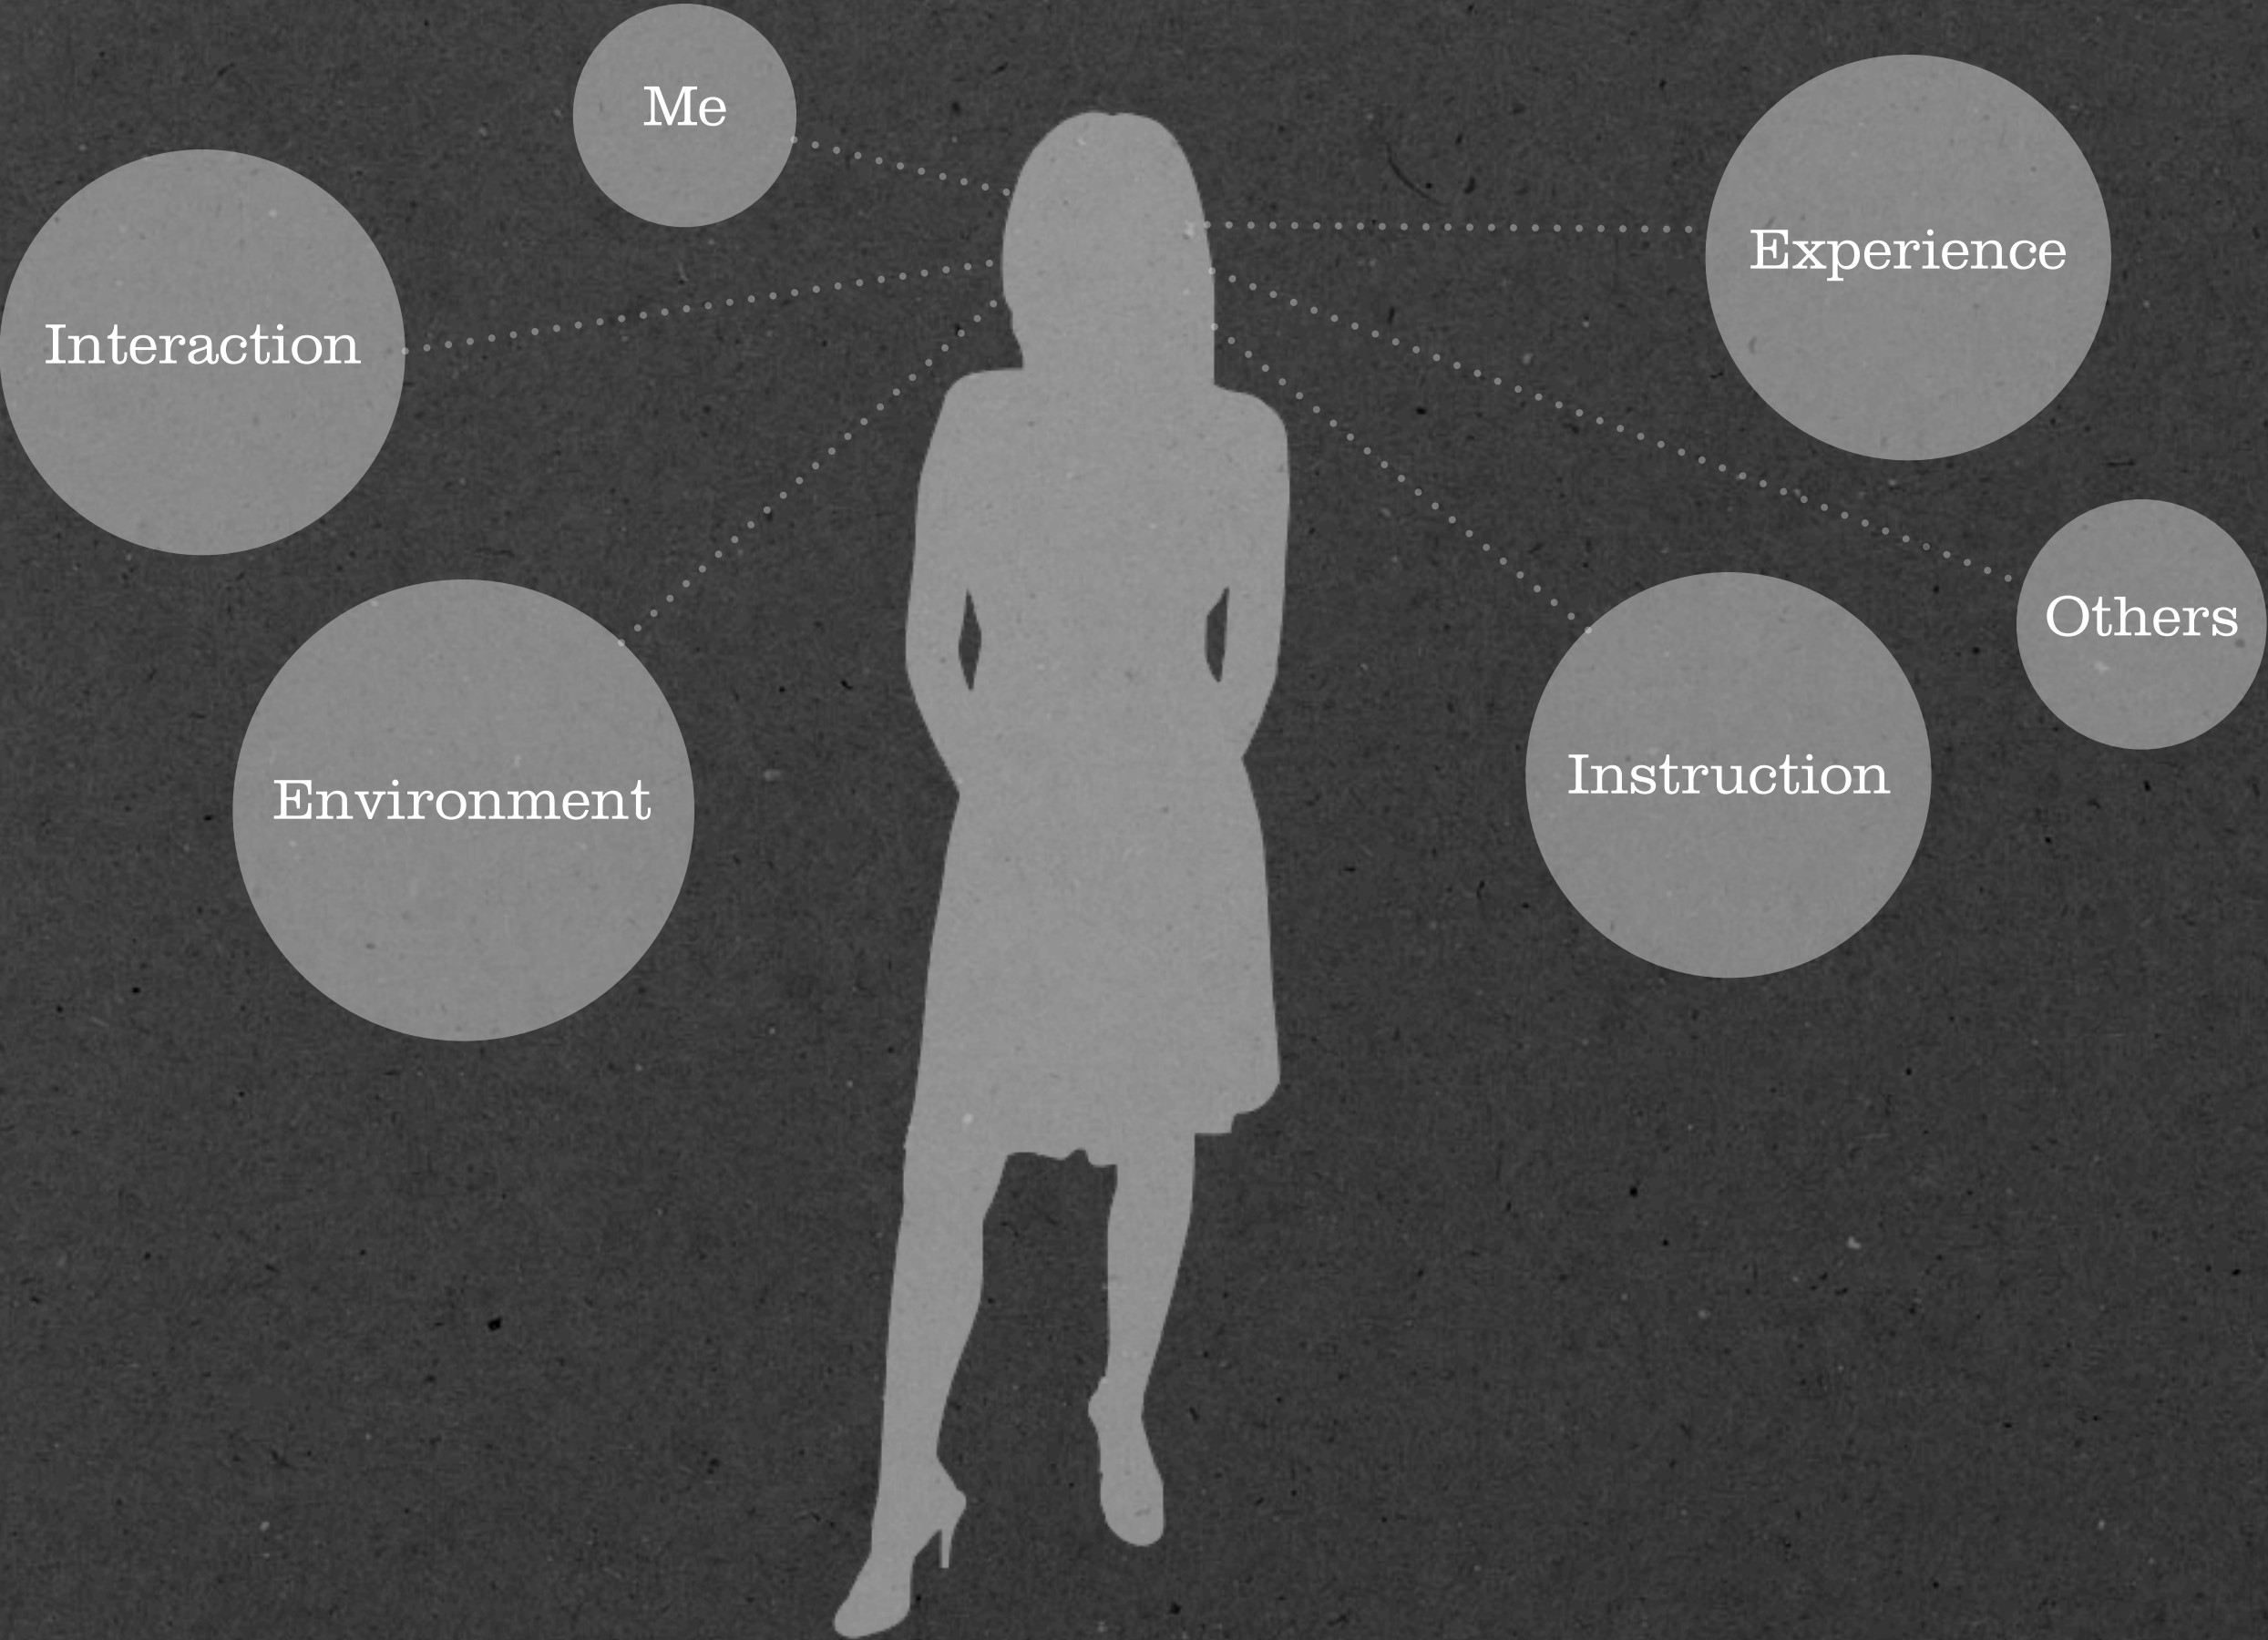 Me
Interaction
Environment
Experience
Others
Instruction